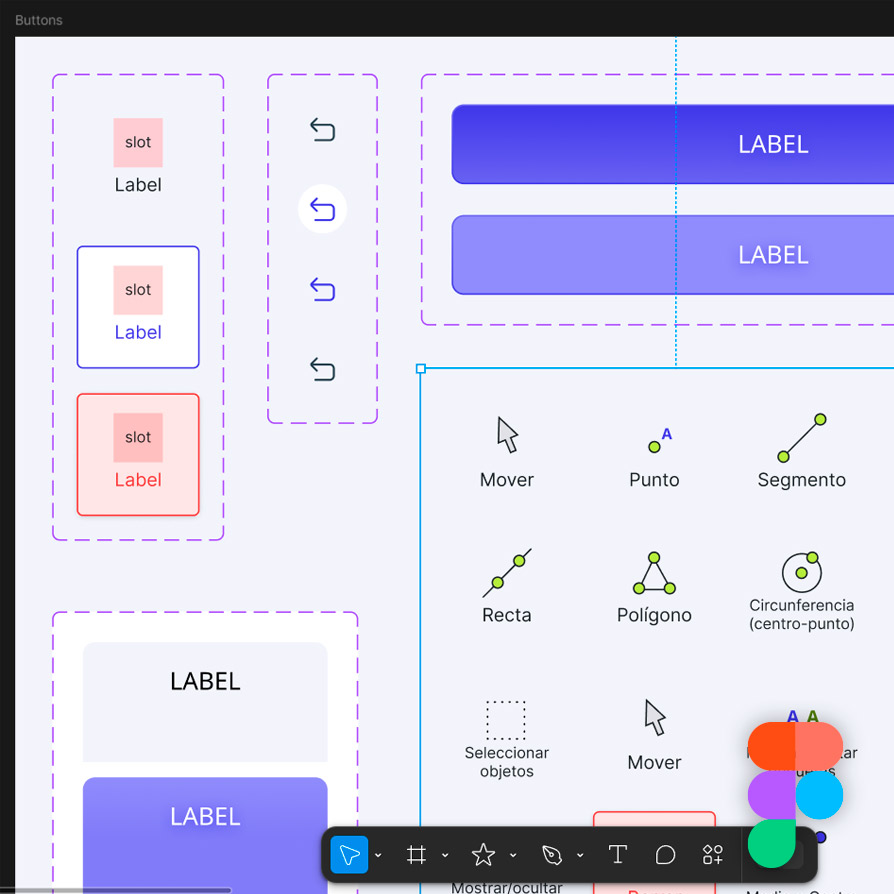 Buttons
slot
Label
slot
Label
slot
Label
LABEL
LABEL
A
Mover
Punto
Segmento
Recta
Polígono
Circunferencia
(centro-punto)
Seleccionar
objetos
Mover
A A
LABEL
LABEL
Mostrar/ocultar